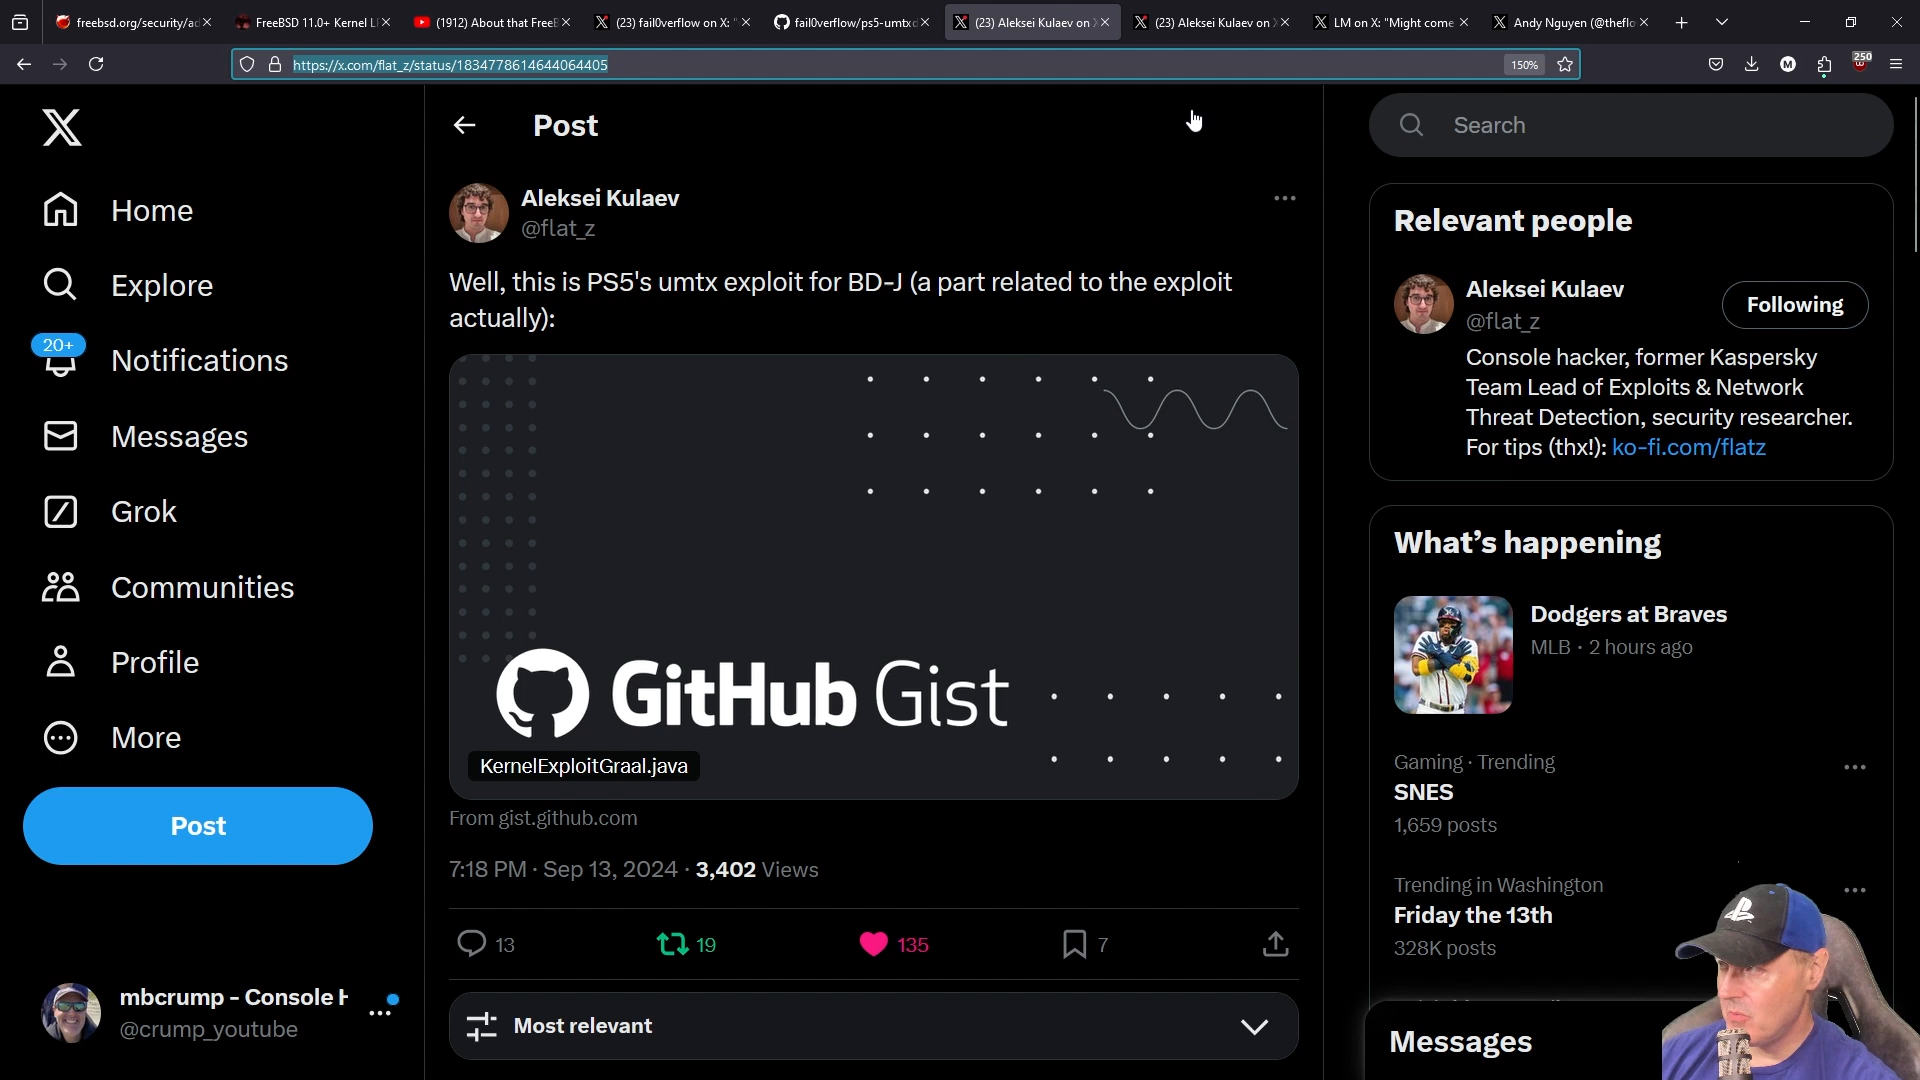 freebsd.org/security/ad
FreeBSD 11.0+ Kernel L
(1912) About that FreeB
(23) fail0verflow on X: "
fail0verflow/ps5-umtxd
(23) Aleksei Kulaev on X
(23) Aleksei Kulaev on X
LM on X: "Might come
Andy Nguyen (@theflo
https://x.com/flat_z/status/1834778614644064405
150%
M
250
Post
Search
Home
Explore
20+
Notifications
Messages
Grok
Communities
Profile
More
Post
mbcrump - Console H
@crump_youtube
Aleksei Kulaev
@flat_z
Well, this is PS5's umtx exploit for BD-J (a part related to the exploit
actually):
GitHub Gist
KernelExploitGraal.java
From gist.github.com
7:18 PM · Sep 13, 2024 · 3,402 Views
13
19
135
7
Most relevant
Relevant people
Aleksei Kulaev
Following
@flat_z
Console hacker, former Kaspersky
Team Lead of Exploits & Network
Threat Detection, security researcher.
For tips (thx!): ko-fi.com/flatz
What's happening
Dodgers at Braves
MLB · 2 hours ago
Gaming · Trending
SNES
1,659 posts
Trending in Washington
Friday the 13th
328K posts
Messages